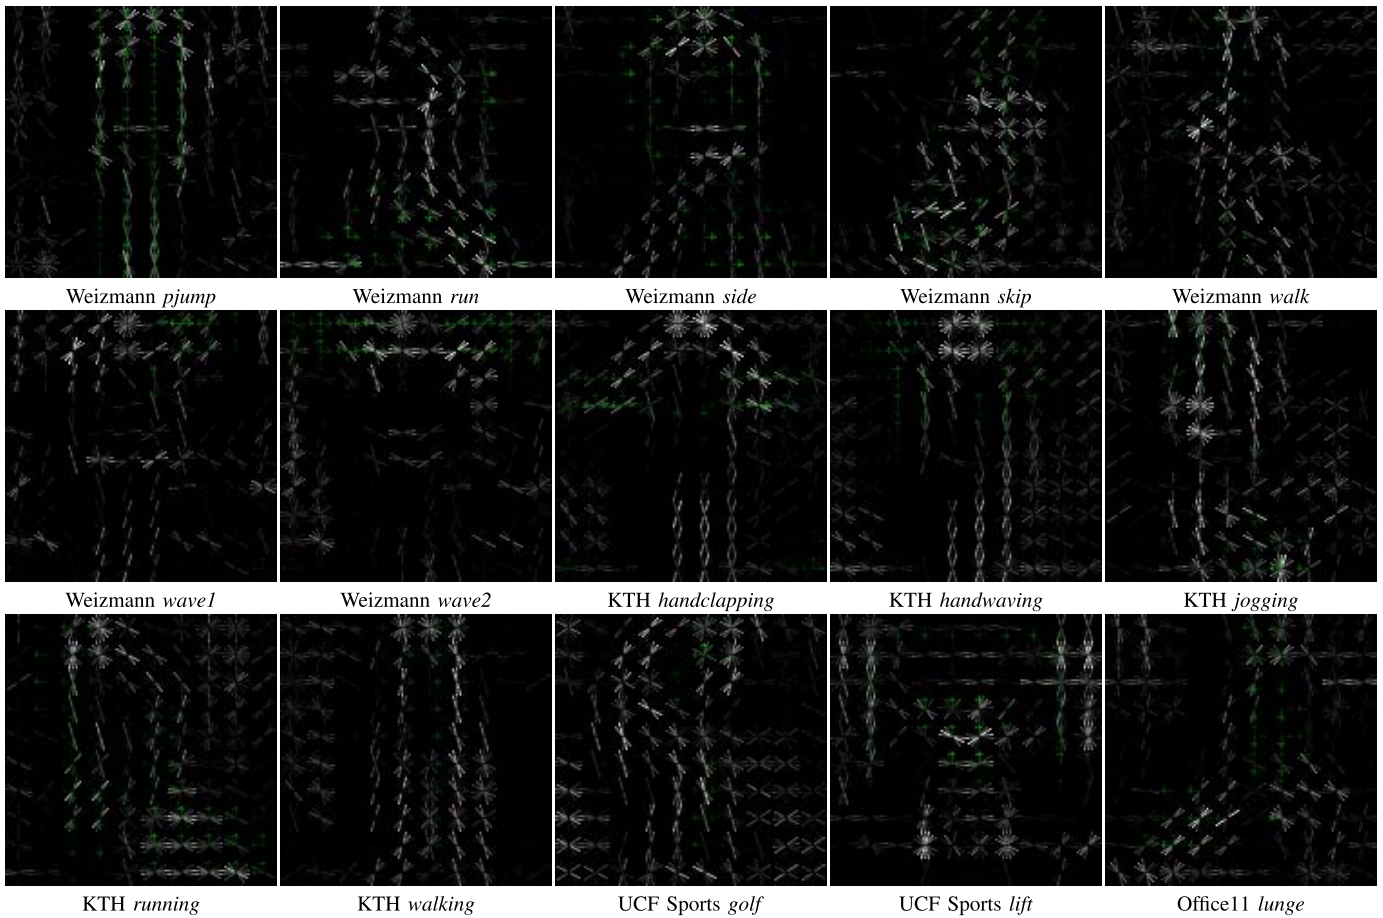 Weizmann pjump
Weizmann run
Weizmann side
Weizmann skip
Weizmann walk
Weizmann wave1
Weizmann wave2
KTH handclapping
KTH handwaving
KTH jogging
KTH running
KTH walking
UCF Sports golf
UCF Sports lift
Office11 lunge